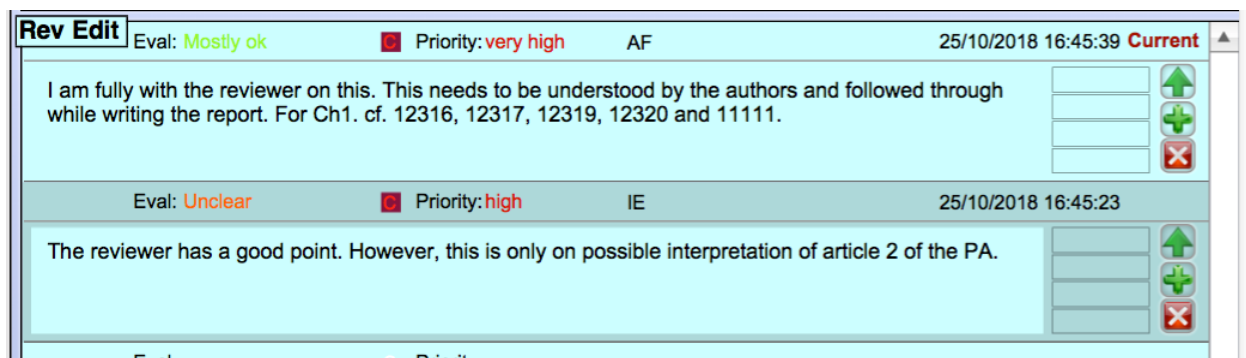 Rev Edit
Eval: Mostly ok C Priority: very high AF 25/10/2018 16:45:39 Current
I am fully with the reviewer on this. This needs to be understood by the authors and followed through
while writing the report. For Ch1. cf. 12316, 12317, 12319, 12320 and 11111.
Eval: Unclear C Priority: high IE 25/10/2018 16:45:23
The reviewer has a good point. However, this is only on possible interpretation of article 2 of the PA.